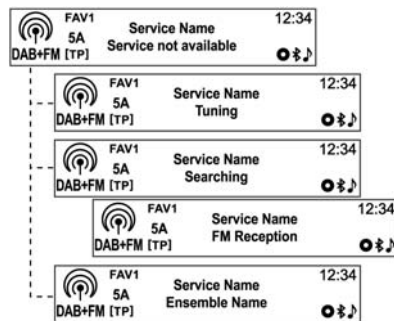 FAV1 Service Name 12:34
5A Service not available
DAB+FM [TP]
FAV1 Service Name 12:34
5A Tuning
DAB+FM [TP]
FAV1 Service Name 12:34
5A Searching
DAB+FM [TP]
FAV1 Service Name 12:34
5A FM Reception
DAB+FM [TP]
FAV1 Service Name 12:34
5A Ensemble Name
DAB+FM [TP]